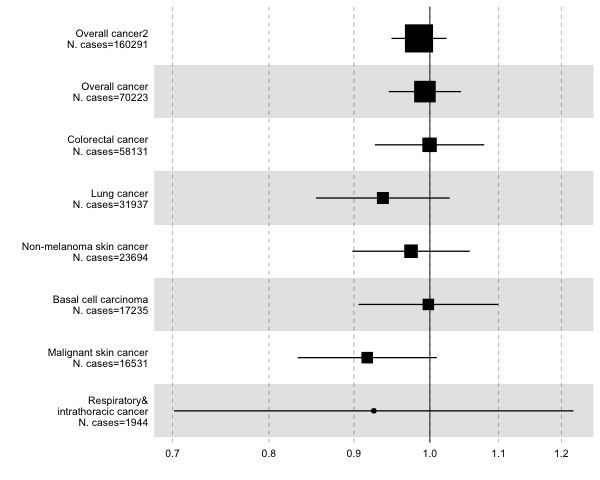 Overall cancer2
N. cases=160291
Overall cancer
N. cases=70223
Colorectal cancer
N. cases=58131
Lung cancer
N. cases=31937
Non-melanoma skin cancer
N. cases=23694
Basal cell carcinoma
N. cases=17235
Malignant skin cancer
N. cases=16531
Respiratory&
intrathoracic cancer
N. cases=1944
0.7 0.8 0.9 1.0 1.1 1.2